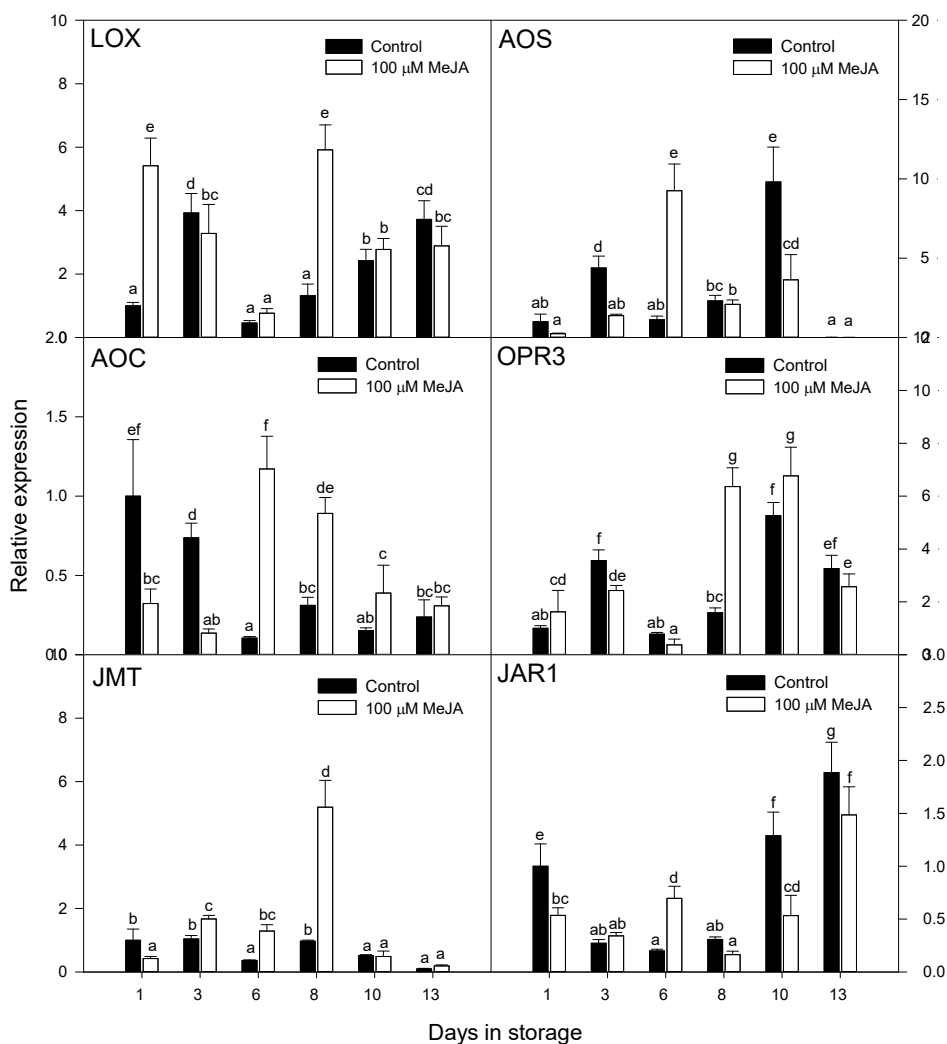 LOX
Control
100 μM MeJA
10
8
6
4
2
e
a
d
bc
a
a
a
e
b
b
cd
bc
AOS
Control
100 μM MeJA
20
15
10
5
ab
a
d
ab
ab
e
bc
b
e
cd
a
a
AOC
Control
100 μM MeJA
2.0
1.5
1.0
0.5
ef
bc
d
ab
a
f
bc
de
ab
c
bc
bc
OPR3
Control
100 μM MeJA
12
10
8
6
4
2
ab
cd
f
de
ab
a
bc
g
f
g
ef
e
Relative expression
JMT
Control
100 μM MeJA
10
8
6
4
2
0
b
a
b
c
a
bc
b
d
a
a
a
a
JAR1
Control
100 μM MeJA
3.0
2.5
2.0
1.5
1.0
0.5
0.0
e
bc
ab
ab
a
d
ab
a
f
cd
g
f
1 3 6 8 10 13
1 3 6 8 10 13
Days in storage